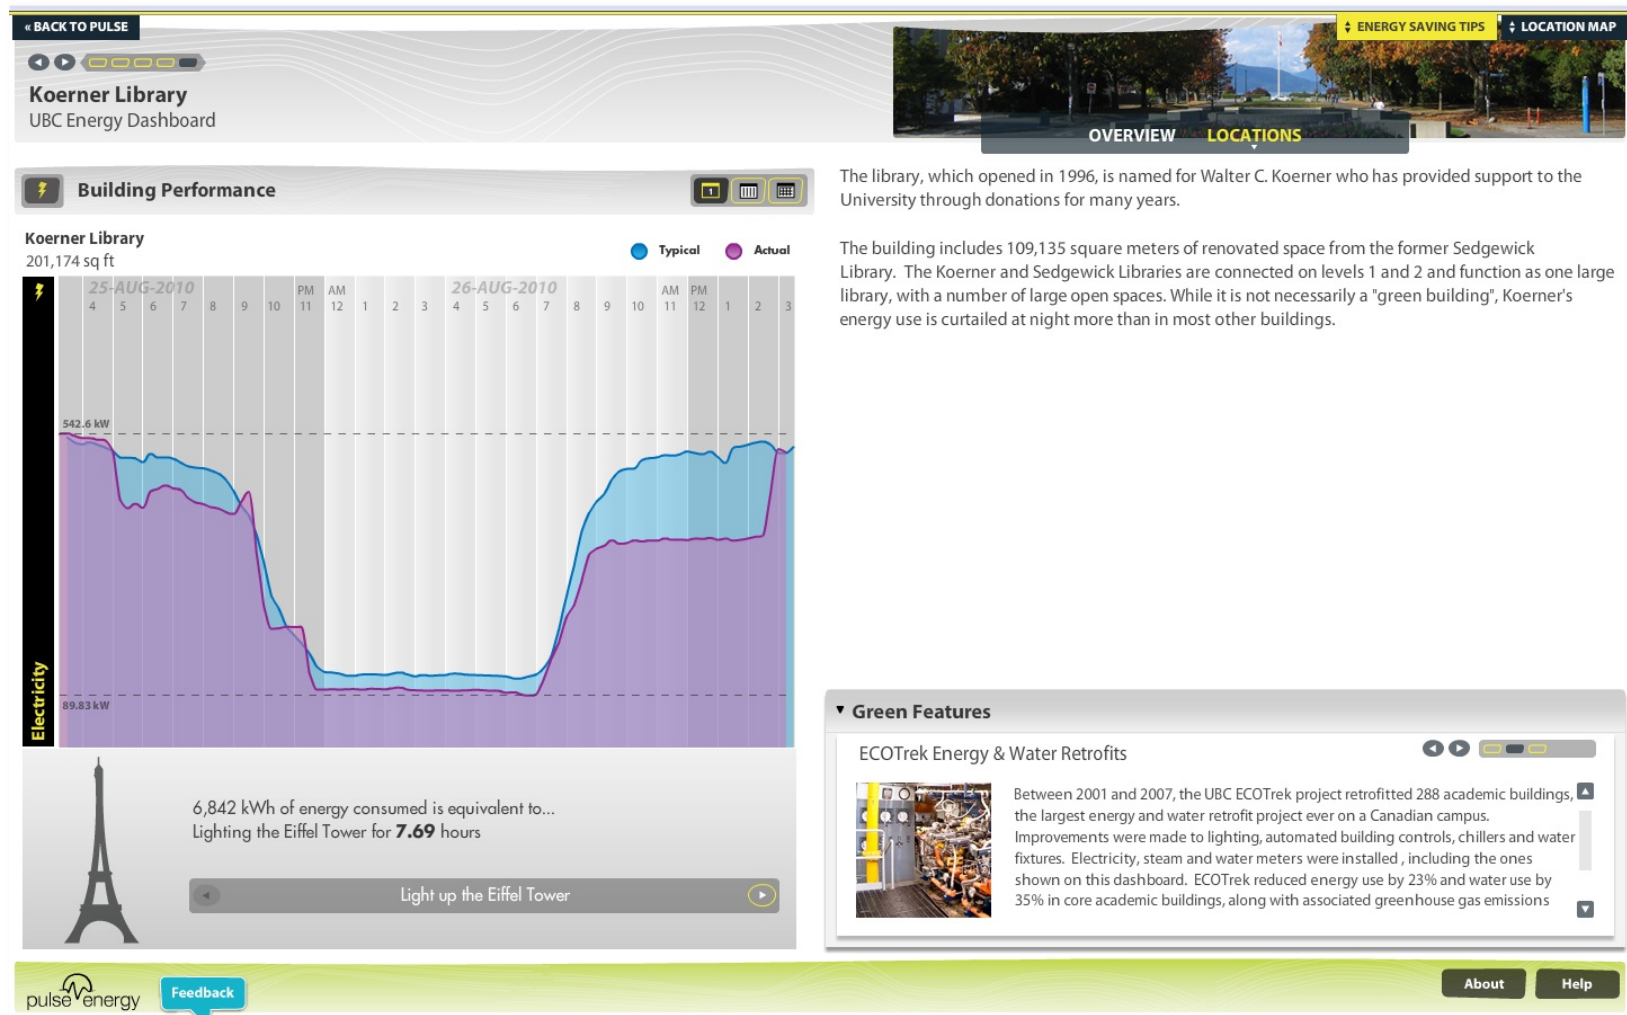 « BACK TO PULSE
ENERGY SAVING TIPS
LOCATION MAP
Koerner Library
UBC Energy Dashboard
OVERVIEW LOCATIONS
Building Performance
1
Koerner Library
201,174 sq ft
Typical Actual
25-AUG-2010 PM AM 26-AUG-2010 AM PM
4 5 6 7 8 9 10 11 12 1 2 3 4 5 6 7 8 9 10 11 12 1 2 3
542.6 kW
89.83 kW
Electricity
6,842 kWh of energy consumed is equivalent to...
Lighting the Eiffel Tower for 7.69 hours
Light up the Eiffel Tower
The library, which opened in 1996, is named for Walter C. Koerner who has provided support to the
University through donations for many years.
The building includes 109,135 square meters of renovated space from the former Sedgewick
Library. The Koerner and Sedgewick Libraries are connected on levels 1 and 2 and function as one large
library, with a number of large open spaces. While it is not necessarily a "green building", Koerner's
energy use is curtailed at night more than in most other buildings.
Green Features
ECOTrek Energy & Water Retrofits
Between 2001 and 2007, the UBC ECOTrek project retrofitted 288 academic buildings,
the largest energy and water retrofit project ever on a Canadian campus.
Improvements were made to lighting, automated building controls, chillers and water
fixtures. Electricity, steam and water meters were installed , including the ones
shown on this dashboard. ECOTrek reduced energy use by 23% and water use by
35% in core academic buildings, along with associated greenhouse gas emissions
pulse energy
Feedback
About
Help